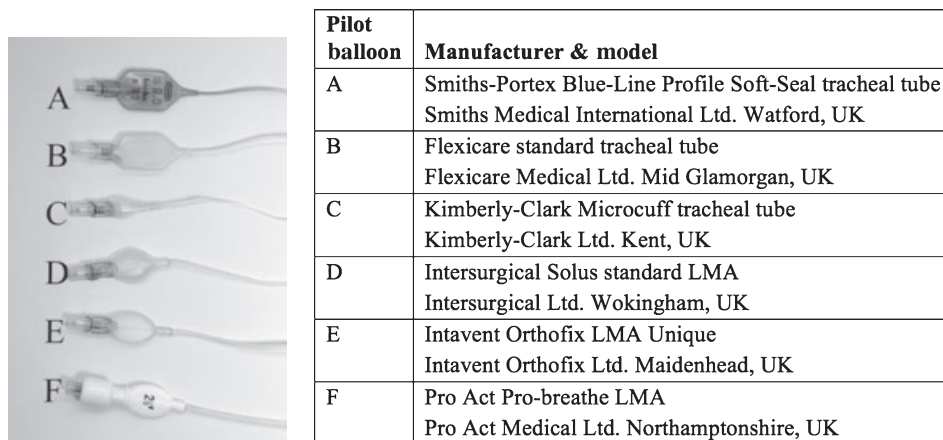 A
B
C
D
E
F
Pilot
balloon Manufacturer & model
A Smiths-Portex Blue-Line Profile Soft-Seal tracheal tube
Smiths Medical International Ltd. Watford, UK
B Flexicare standard tracheal tube
Flexicare Medical Ltd. Mid Glamorgan, UK
C Kimberly-Clark Microcuff tracheal tube
Kimberly-Clark Ltd. Kent, UK
D Intersurgical Solus standard LMA
Intersurgical Ltd. Wokingham, UK
E Intavent Orthofix LMA Unique
Intavent Orthofix Ltd. Maidenhead, UK
F Pro Act Pro-breathe LMA
Pro Act Medical Ltd. Northamptonshire, UK